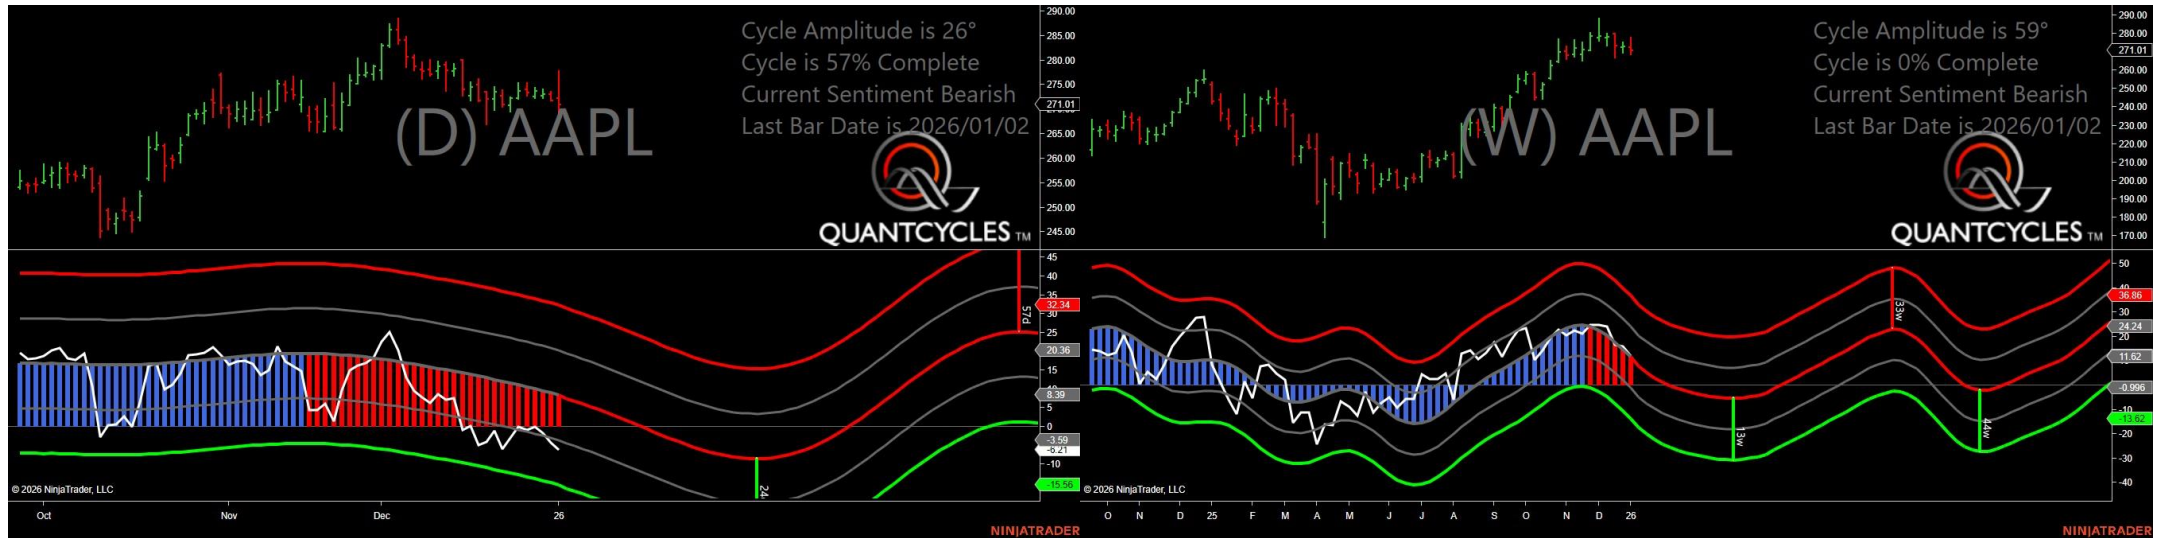 Cycle Amplitude is 26°
Cycle is 57% Complete
Current Sentiment Bearish
Last Bar Date is 2026/01/02
(D) AAPL
QUANTCYCLES TM
290.00
285.00
280.00
275.00
271.01
265.00
260.00
255.00
250.00
245.00
45
40
35
32.34
30
25
20.36
15
10
8.39
5
0
-3.59
-6.21
-10
-15.56
57d
24
© 2026 NinjaTrader, LLC
Oct Nov Dec 26
NINJATRADER
Cycle Amplitude is 59°
Cycle is 0% Complete
Current Sentiment Bearish
Last Bar Date is 2026/01/02
(W) AAPL
QUANTCYCLES TM
290.00
280.00
271.01
260.00
250.00
240.00
230.00
220.00
210.00
200.00
190.00
180.00
170.00
50
40
36.86
30
24.24
20
11.62
-0.996
-10
-13.62
-20
-30
-40
33w
13w
44w
© 2026 NinjaTrader, LLC
O N D 25 F M A M J J A S O N D 26
NINJATRADER